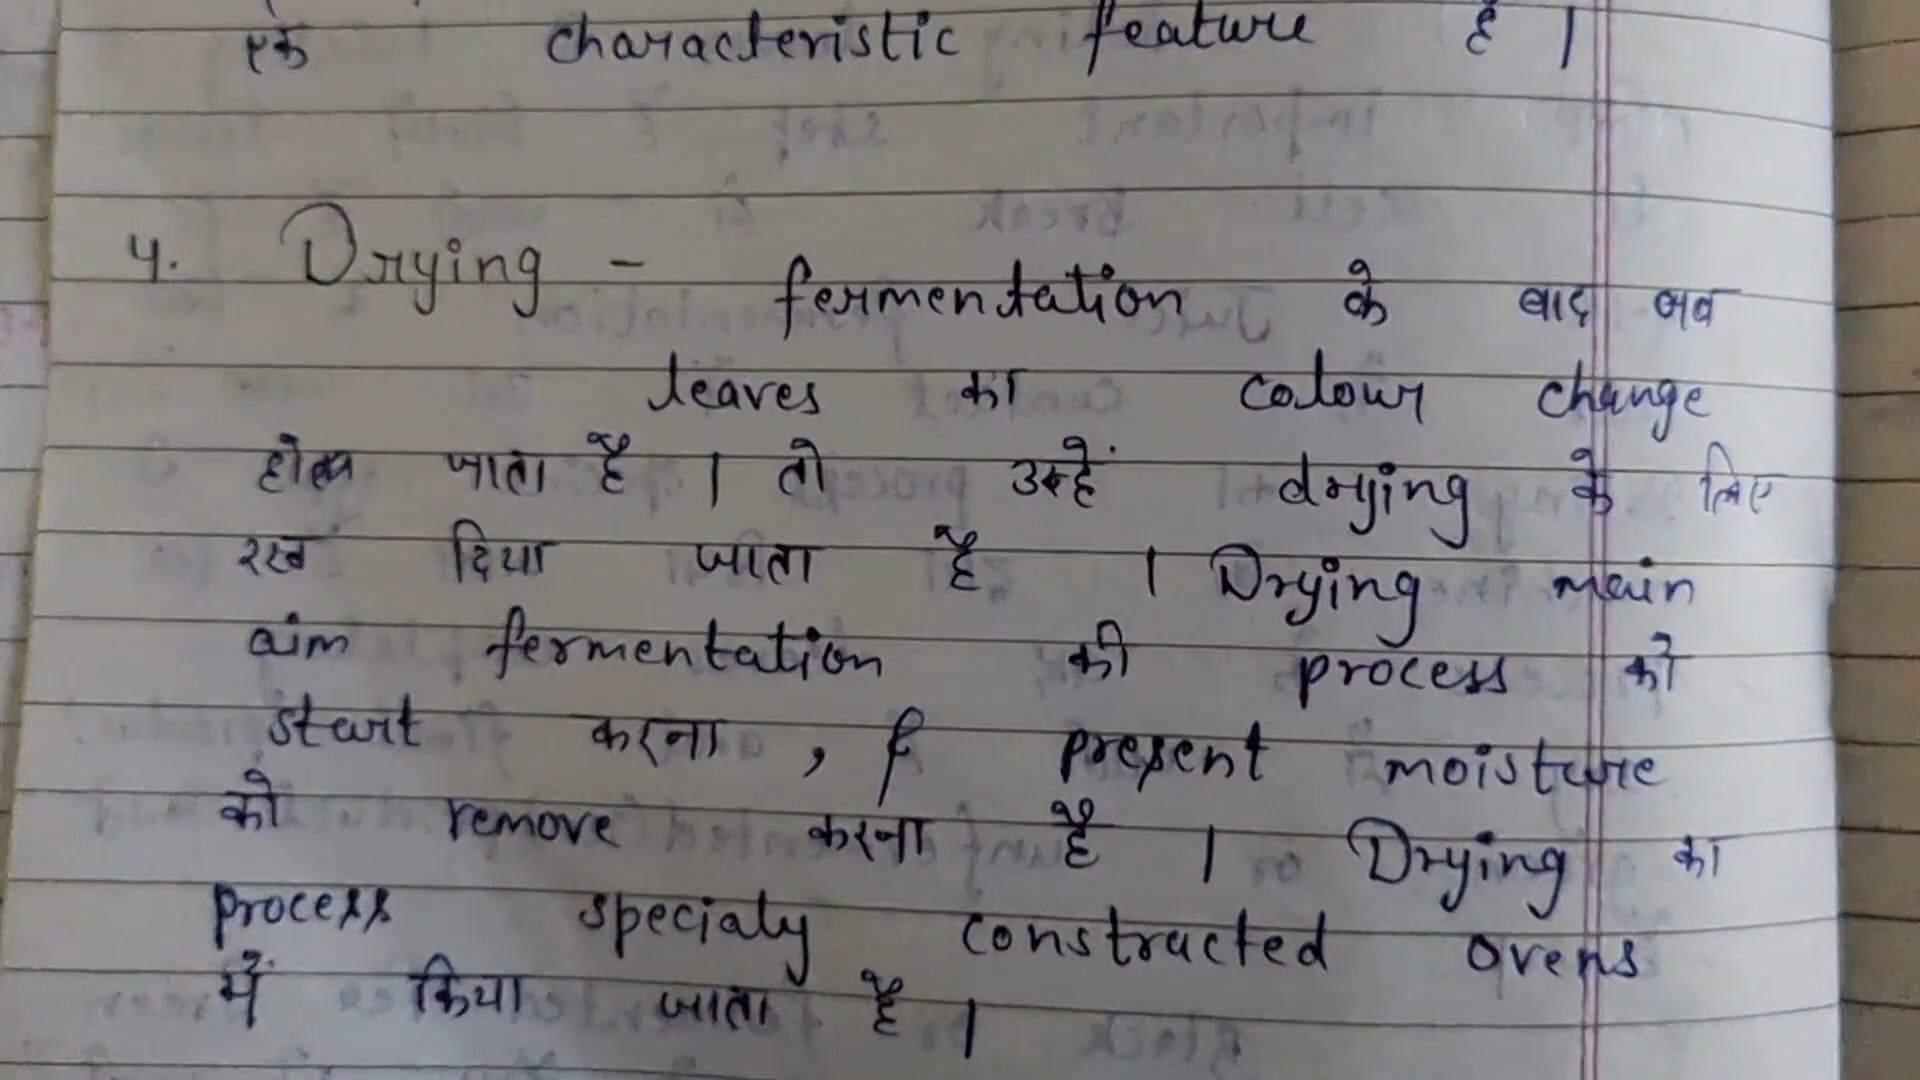 एक characteristic feature है ।
4. Drying - fermentation के बाद जब
leaves का colour change
हो जाता है । तो उन्हें drying के लिए
रख दिया जाता है । Drying main
aim fermentation की process को
start करना , & present moisture
को remove करना है । Drying का
process specialy constracted ovens
में किया जाता है ।